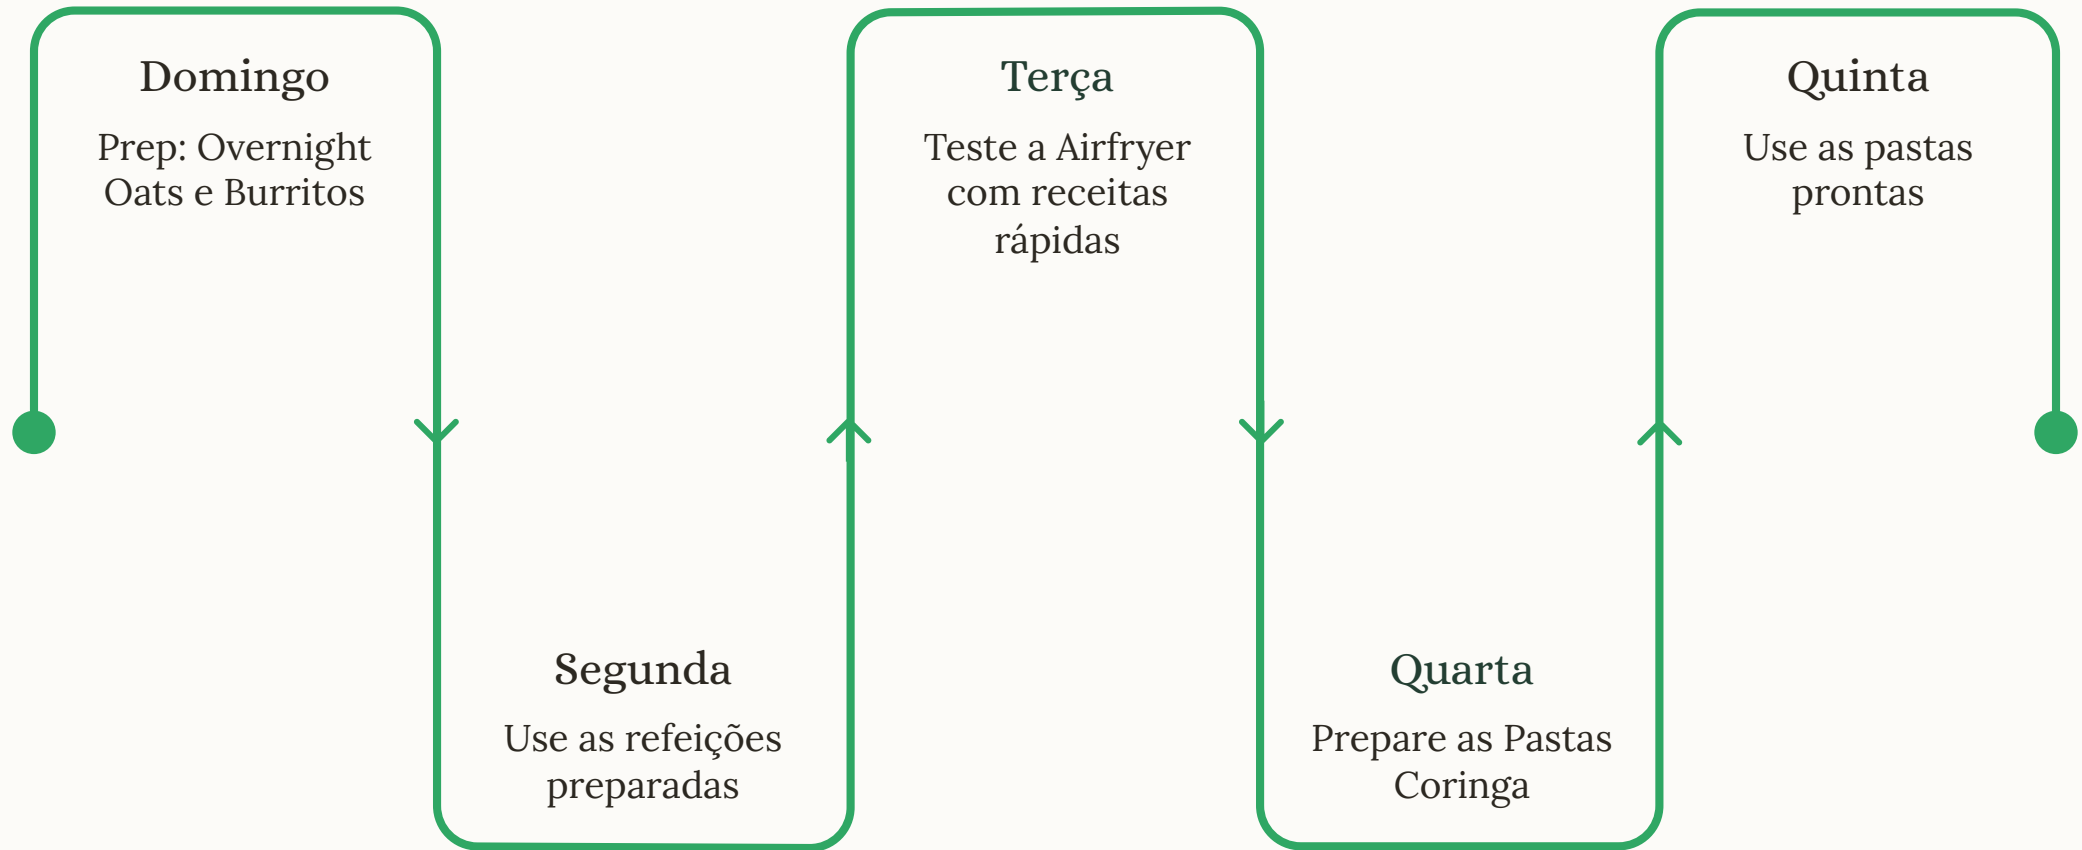 Domingo
Prep: Overnight
Oats e Burritos
Segunda
Use as refeições
preparadas
Terça
Teste a Airfryer
com receitas
rápidas
Quarta
Prepare as Pastas
Coringa
Quinta
Use as pastas
prontas